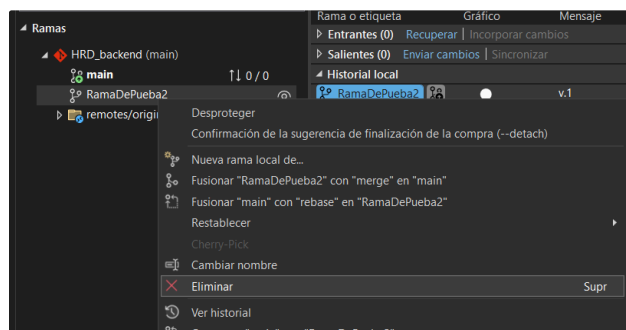 Rama o etiqueta Gráfico Mensaje
Ramas
Entrantes (0) Recuperar | Incorporar cambios
HRD_backend (main)
Salientes (0) Enviar cambios | Sincronizar
main 0 / 0
Historial local
RamaDePueba2
RamaDePueba2 v.1
remotes/origi
Desproteger
Confirmación de la sugerencia de finalización de la compra (--detach)
Nueva rama local de...
Fusionar "RamaDePueba2" con "merge" en "main"
Fusionar "main" con "rebase" en "RamaDePueba2"
Restablecer
Cherry-Pick
Cambiar nombre
Eliminar Supr
Ver historial